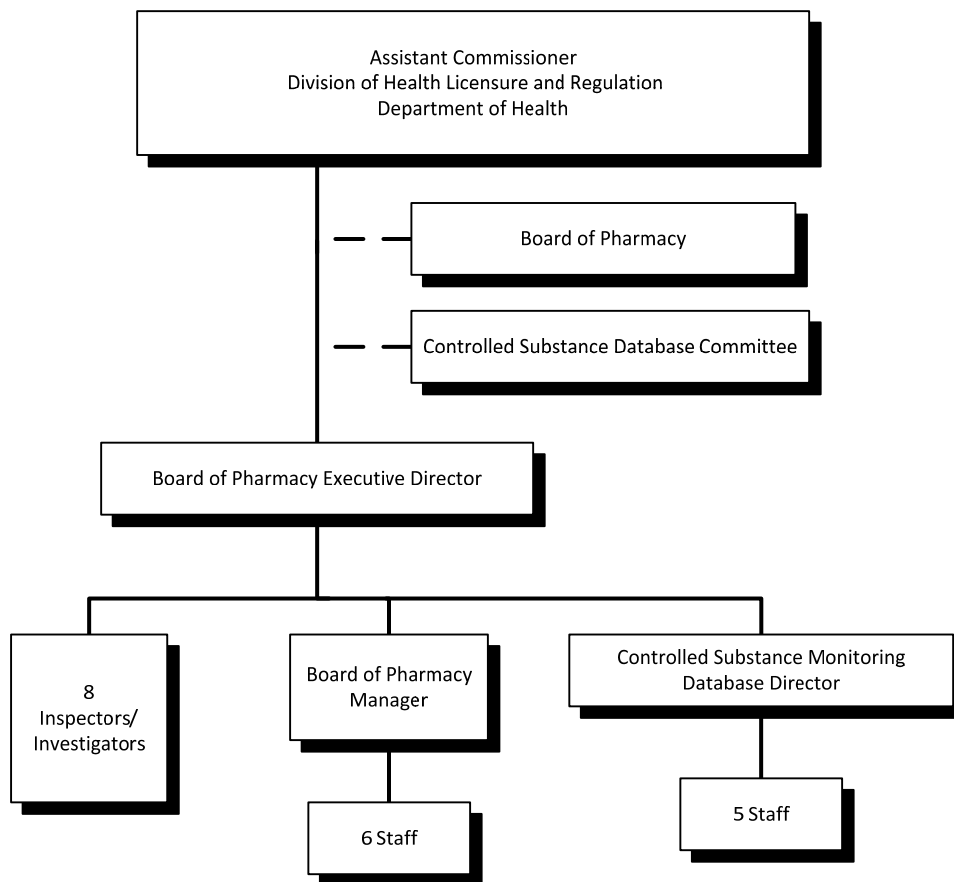 Assistant Commissioner
Division of Health Licensure and Regulation
Department of Health
Board of Pharmacy
Controlled Substance Database Committee
Board of Pharmacy Executive Director
8
Inspectors/
Investigators
Board of Pharmacy
Manager
Controlled Substance Monitoring
Database Director
6 Staff
5 Staff